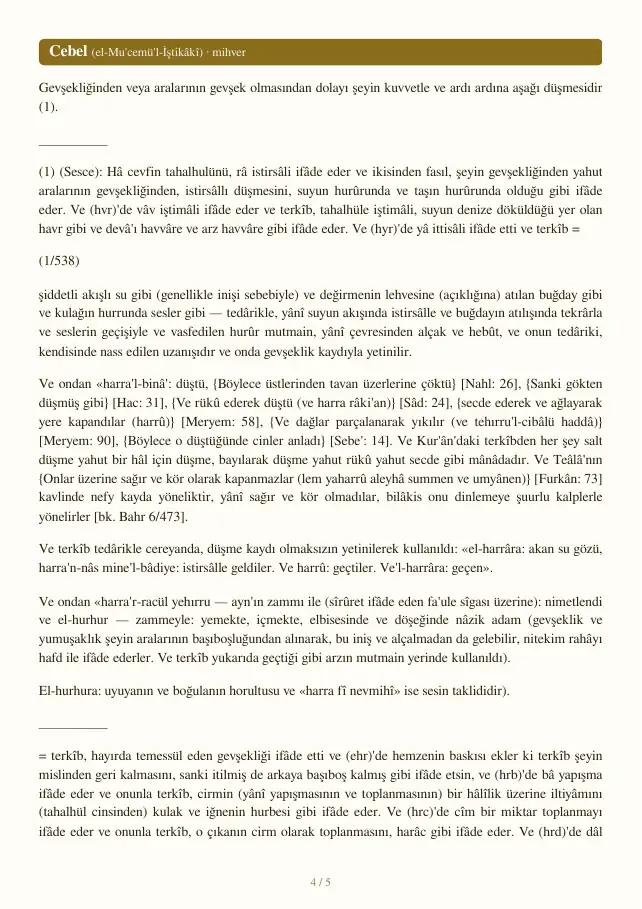 Cebel (el-Mu'cemü'l-İştikâkî) · mihver
Gevşekliğinden veya aralarının gevşek olmasından dolayı şeyin kuvvetle ve ardı ardına aşağı düşmesidir
(1).
(1) (Sesce): Hâ cevfin tahalhulünü, râ istirsâli ifâde eder ve ikisinden fasıl, şeyin gevşekliğinden yahut
aralarının gevşekliğinden, istirsâllı düşmesini, suyun hurûrunda ve taşın hurûrunda olduğu gibi ifâde
eder. Ve (hvr)'de vâv iştimâli ifâde eder ve terkîb, tahalhüle iştimâli, suyun denize döküldüğü yer olan
havr gibi ve devâ'ı havvâre ve arz havvâre gibi ifâde eder. Ve (hyr)'de yâ ittisâli ifâde etti ve terkîb =
(1/538)
şiddetli akışlı su gibi (genellikle inişi sebebiyle) ve değirmenin lehvesine (açıklığına) atılan buğday gibi
ve kulağın hurrunda sesler gibi — tedârikle, yânî suyun akışında istirsâlle ve buğdayın atılışında tekrârla
ve seslerin geçişiyle ve vasfedilen hurûr mutmain, yânî çevresinden alçak ve hebût, ve onun tedâriki,
kendisinde nass edilen uzanışıdır ve onda gevşeklik kaydıyla yetinilir.
Ve ondan «harra'l-binâ': düştü, {Böylece üstlerinden tavan üzerlerine çöktü} [Nahl: 26], {Sanki gökten
düşmüş gibi} [Hac: 31], {Ve rükû ederek düştü (ve harra râki'an)} [Sâd: 24], {secde ederek ve ağlayarak
yere kapandılar (harrû)} [Meryem: 58], {Ve dağlar parçalanarak yıkılır (ve tehırru'l-cibâlü haddâ)}
[Meryem: 90], {Böylece o düştüğünde cinler anladı} [Sebe': 14]. Ve Kur'ân'daki terkîbden her şey salt
düşme yahut bir hâl için düşme, bayılarak düşme yahut rükû yahut secde gibi mânâdadır. Ve Teâlâ'nın
{Onlar üzerine sağır ve kör olarak kapanmazlar (lem yaharrû aleyhâ summen ve umyânen)} [Furkân: 73]
kavlinde nefy kayda yöneliktir, yânî sağır ve kör olmadılar, bilâkis onu dinlemeye şuurlu kalplerle
yönelirler [bk. Bahr 6/473].
Ve terkîb tedârikle cereyanda, düşme kaydı olmaksızın yetinilerek kullanıldı: «el-harrâra: akan su gözü,
harra'n-nâs mine'l-bâdiye: istirsâlle geldiler. Ve harrû: geçtiler. Ve'l-harrâra: geçen».
Ve ondan «harra'r-racül yehırru — ayn'ın zammı ile (sîrûret ifâde eden fa'ule sîgası üzerine): nimetlendi
ve el-hurhur — zammeyle: yemekte, içmekte, elbisesinde ve döşeğinde nâzik adam (gevşeklik ve
yumuşaklık şeyin aralarının başıboşluğundan alınarak, bu iniş ve alçalmadan da gelebilir, nitekim rahâyı
hafd ile ifâde ederler. Ve terkîb yukarıda geçtiği gibi arzın mutmain yerinde kullanıldı).
El-hurhura: uyuyanın ve boğulanın horultusu ve «harra fî nevmihî» ise sesin taklididir).
= terkîb, hayırda temessül eden gevşekliği ifâde etti ve (ehr)'de hemzenin baskısı ekler ki terkîb şeyin
mislinden geri kalmasını, sanki itilmiş de arkaya başıboş kalmış gibi ifâde etsin, ve (hrb)'de bâ yapışma
ifâde eder ve onunla terkîb, cirmin (yânî yapışmasının ve toplanmasının) bir hâlîlik üzerine iltiyâmını
(tahalhül cinsinden) kulak ve iğnenin hurbesi gibi ifâde eder. Ve (hrc)'de cîm bir miktar toplanmayı
ifâde eder ve onunla terkîb, o çıkanın cirm olarak toplanmasını, harâc gibi ifâde eder. Ve (hrd)'de dâl
4 / 5